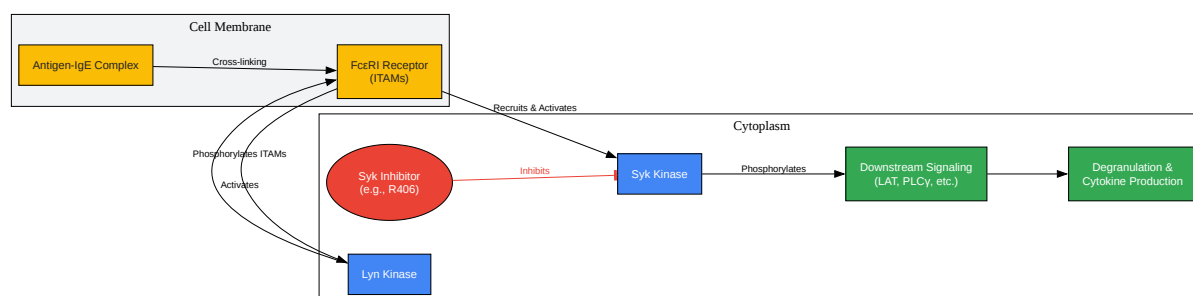 Cell Membrane
Antigen-IgE Complex
Cross-linking
FcεRI Receptor
(ITAMs)
Recruits & Activates
Cytoplasm
Phosphorylates ITAMs
Activates
Syk Inhibitor
(e.g., R406)
Inhibits
Syk Kinase
Phosphorylates
Downstream Signaling
(LAT, PLCγ, etc.)
Degranulation &
Cytokine Production
Lyn Kinase